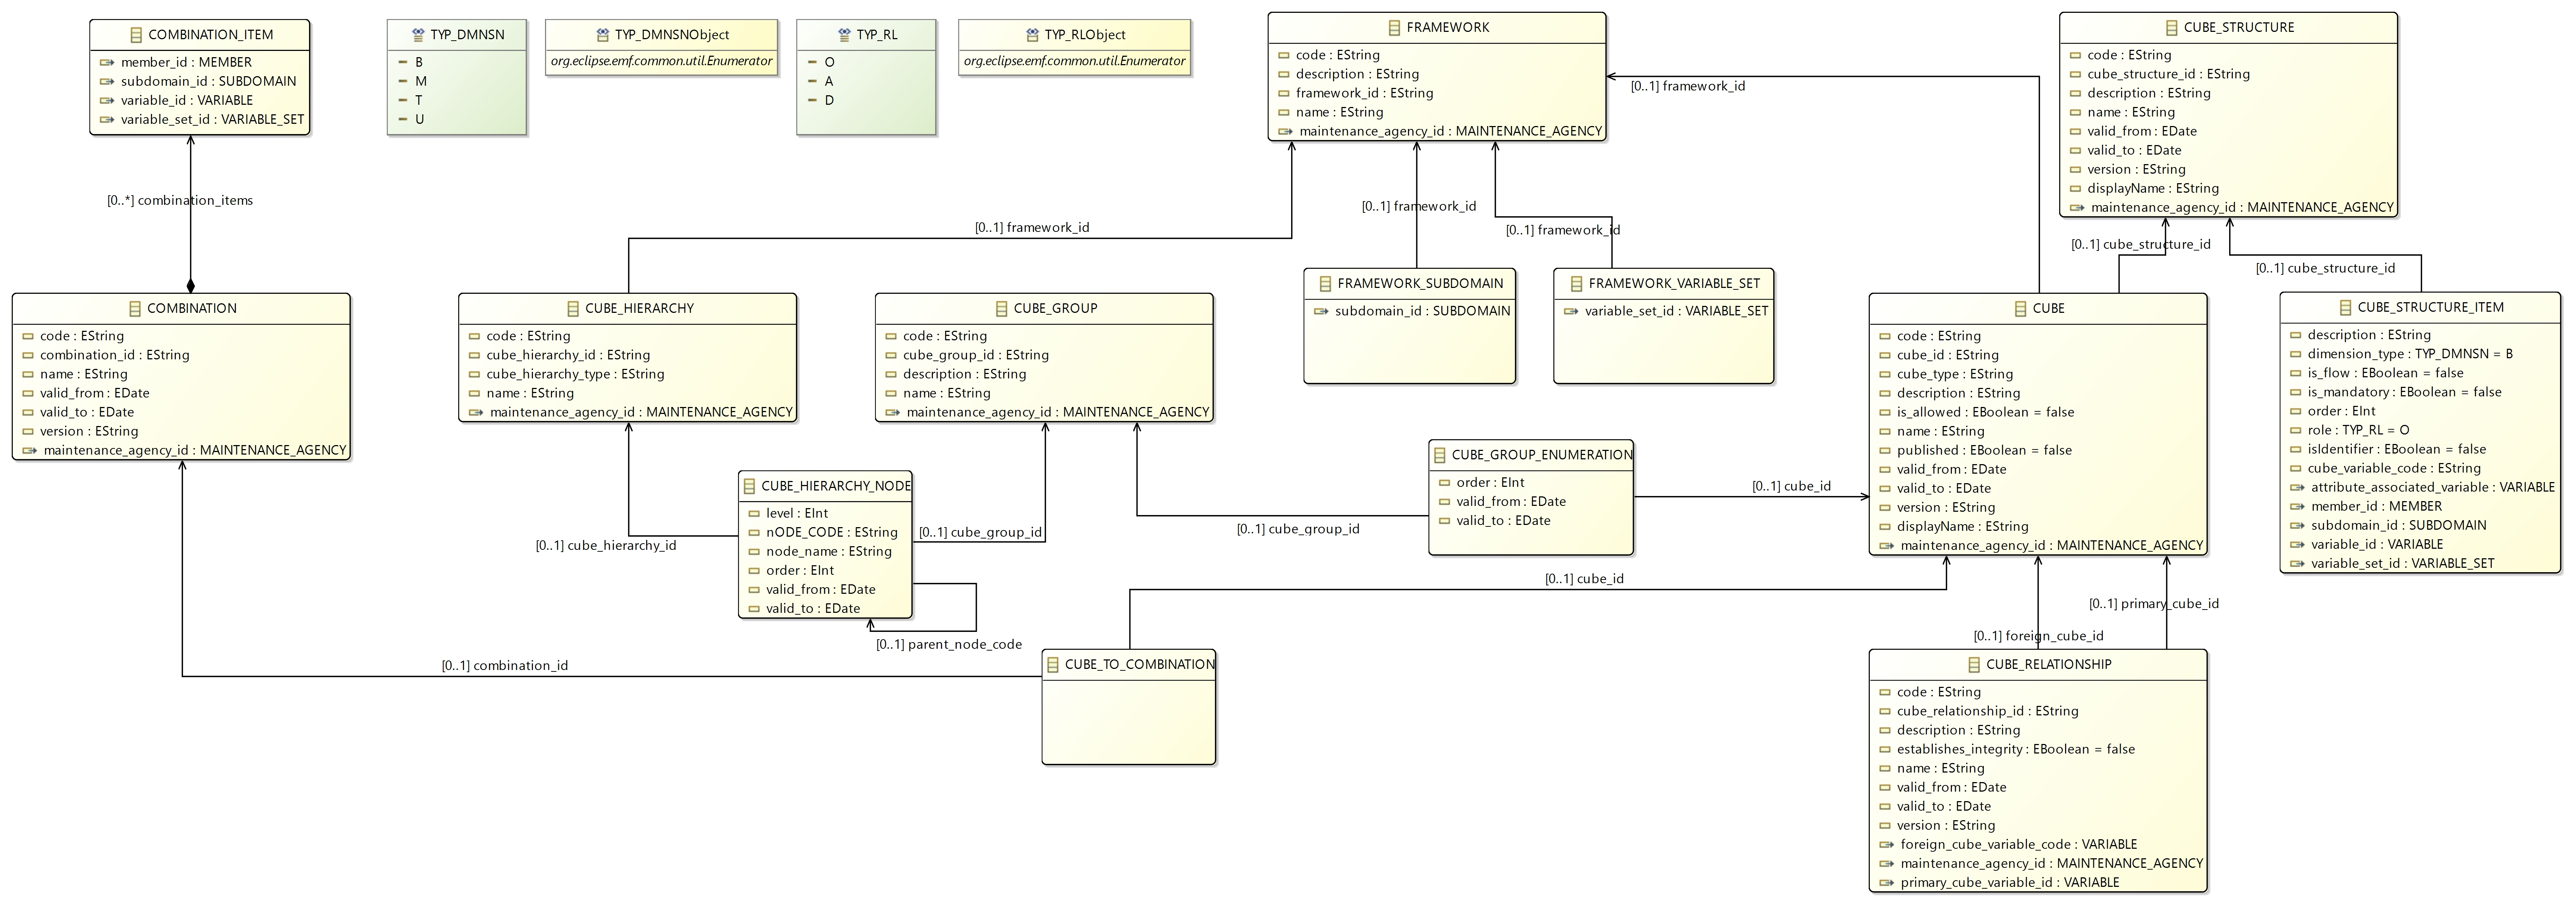 COMBINATION_ITEM
member_id : MEMBER
subdomain_id : SUBDOMAIN
variable_id : VARIABLE
variable_set_id : VARIABLE_SET
TYP_DMNSN
B
M
T
U
TYP_DMNSNObject
org.eclipse.emf.common.util.Enumerator
TYP_RL
O
A
D
TYP_RLObject
org.eclipse.emf.common.util.Enumerator
FRAMEWORK
code : EString
description : EString
framework_id : EString
name : EString
maintenance_agency_id : MAINTENANCE_AGENCY
[0..1] framework_id
CUBE_STRUCTURE
code : EString
cube_structure_id : EString
description : EString
name : EString
valid_from : EDate
valid_to : EDate
version : EString
displayName : EString
maintenance_agency_id : MAINTENANCE_AGENCY
[0..*] combination_items
[0..1] framework_id
[0..1] framework_id
[0..1] framework_id
[0..1] cube_structure_id
[0..1] cube_structure_id
COMBINATION
code : EString
combination_id : EString
name : EString
valid_from : EDate
valid_to : EDate
version : EString
maintenance_agency_id : MAINTENANCE_AGENCY
CUBE_HIERARCHY
code : EString
cube_hierarchy_id : EString
cube_hierarchy_type : EString
name : EString
maintenance_agency_id : MAINTENANCE_AGENCY
CUBE_GROUP
code : EString
cube_group_id : EString
description : EString
name : EString
maintenance_agency_id : MAINTENANCE_AGENCY
FRAMEWORK_SUBDOMAIN
subdomain_id : SUBDOMAIN
FRAMEWORK_VARIABLE_SET
variable_set_id : VARIABLE_SET
CUBE
code : EString
cube_id : EString
cube_type : EString
description : EString
is_allowed : EBoolean = false
name : EString
published : EBoolean = false
valid_from : EDate
valid_to : EDate
version : EString
displayName : EString
maintenance_agency_id : MAINTENANCE_AGENCY
CUBE_STRUCTURE_ITEM
description : EString
dimension_type : TYP_DMNSN = B
is_flow : EBoolean = false
is_mandatory : EBoolean = false
order : EInt
role : TYP_RL = O
isIdentifier : EBoolean = false
cube_variable_code : EString
attribute_associated_variable : VARIABLE
member_id : MEMBER
subdomain_id : SUBDOMAIN
variable_id : VARIABLE
variable_set_id : VARIABLE_SET
CUBE_GROUP_ENUMERATION
order : EInt
valid_from : EDate
valid_to : EDate
[0..1] cube_id
CUBE_HIERARCHY_NODE
level : EInt
nODE_CODE : EString
node_name : EString
order : EInt
valid_from : EDate
valid_to : EDate
[0..1] cube_hierarchy_id
[0..1] cube_group_id
[0..1] cube_group_id
[0..1] cube_id
[0..1] primary_cube_id
[0..1] foreign_cube_id
[0..1] parent_node_code
[0..1] combination_id
CUBE_TO_COMBINATION
CUBE_RELATIONSHIP
code : EString
cube_relationship_id : EString
description : EString
establishes_integrity : EBoolean = false
name : EString
valid_from : EDate
valid_to : EDate
version : EString
foreign_cube_variable_code : VARIABLE
maintenance_agency_id : MAINTENANCE_AGENCY
primary_cube_variable_id : VARIABLE